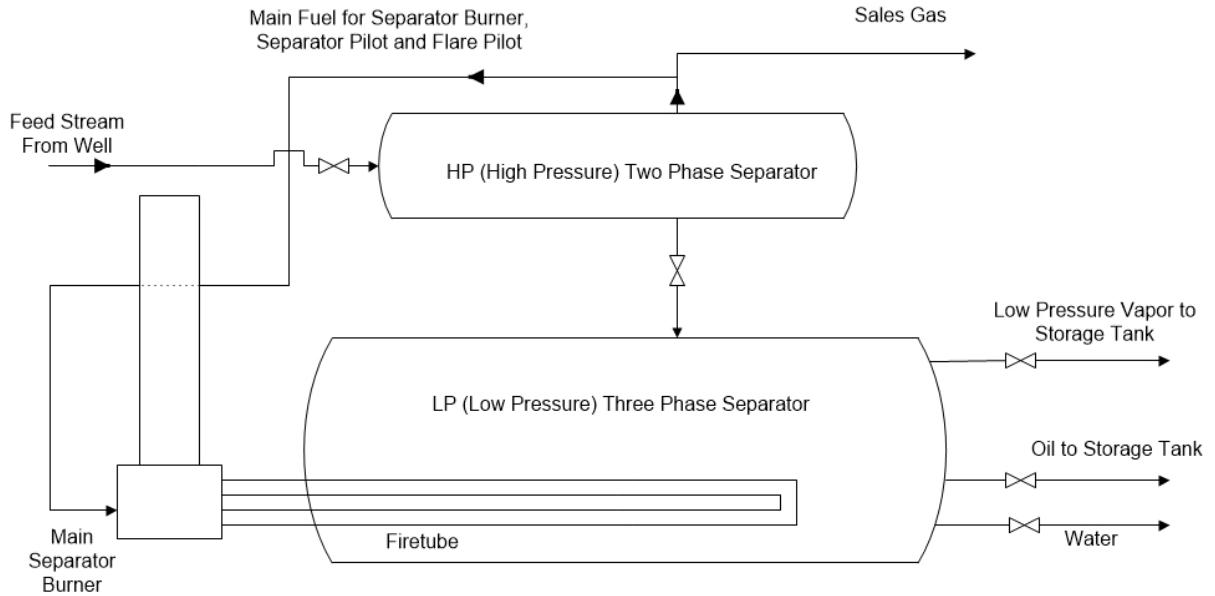 Main Fuel for Separator Burner,
Separator Pilot and Flare Pilot
Sales Gas
Feed Stream
From Well
HP (High Pressure) Two Phase Separator
Low Pressure Vapor to
Storage Tank
LP (Low Pressure) Three Phase Separator
Oil to Storage Tank
Main
Separator
Burner
Firetube
Water